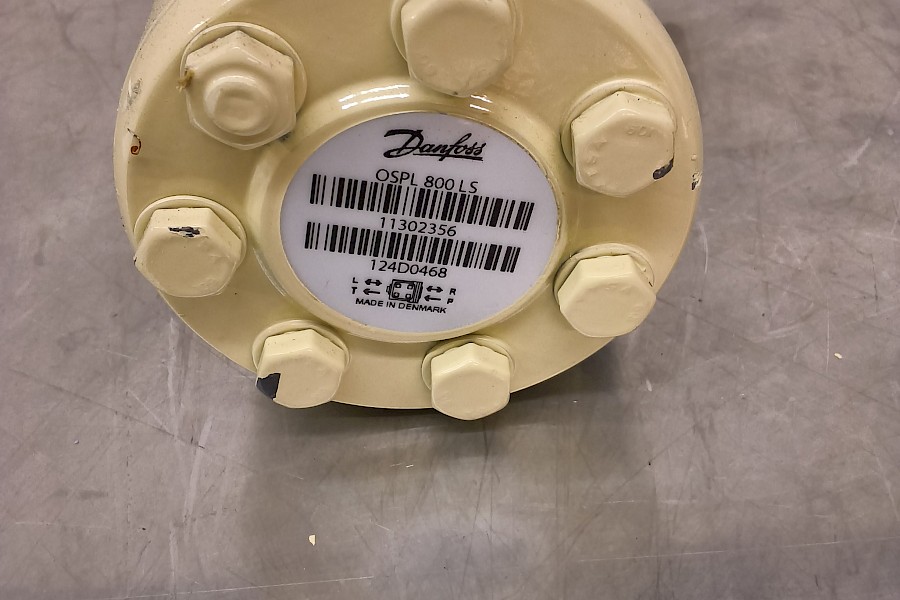 Danfoss
OSPL 800 LS
11302356
124D0468
L R
T P
MADE IN DENMARK